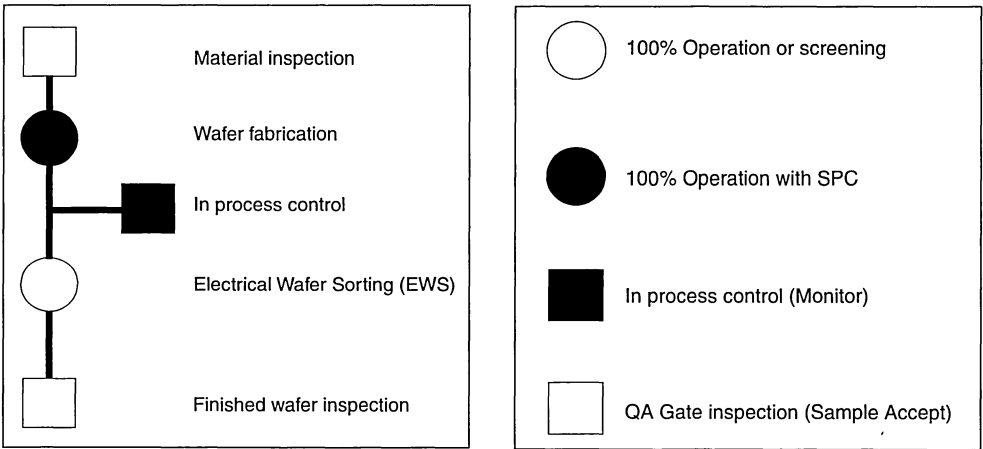 Material inspection
Wafer fabrication
In process control
Electrical Wafer Sorting (EWS)
Finished wafer inspection
100% Operation or screening
100% Operation with SPC
In process control (Monitor)
QA Gate inspection (Sample Accept)